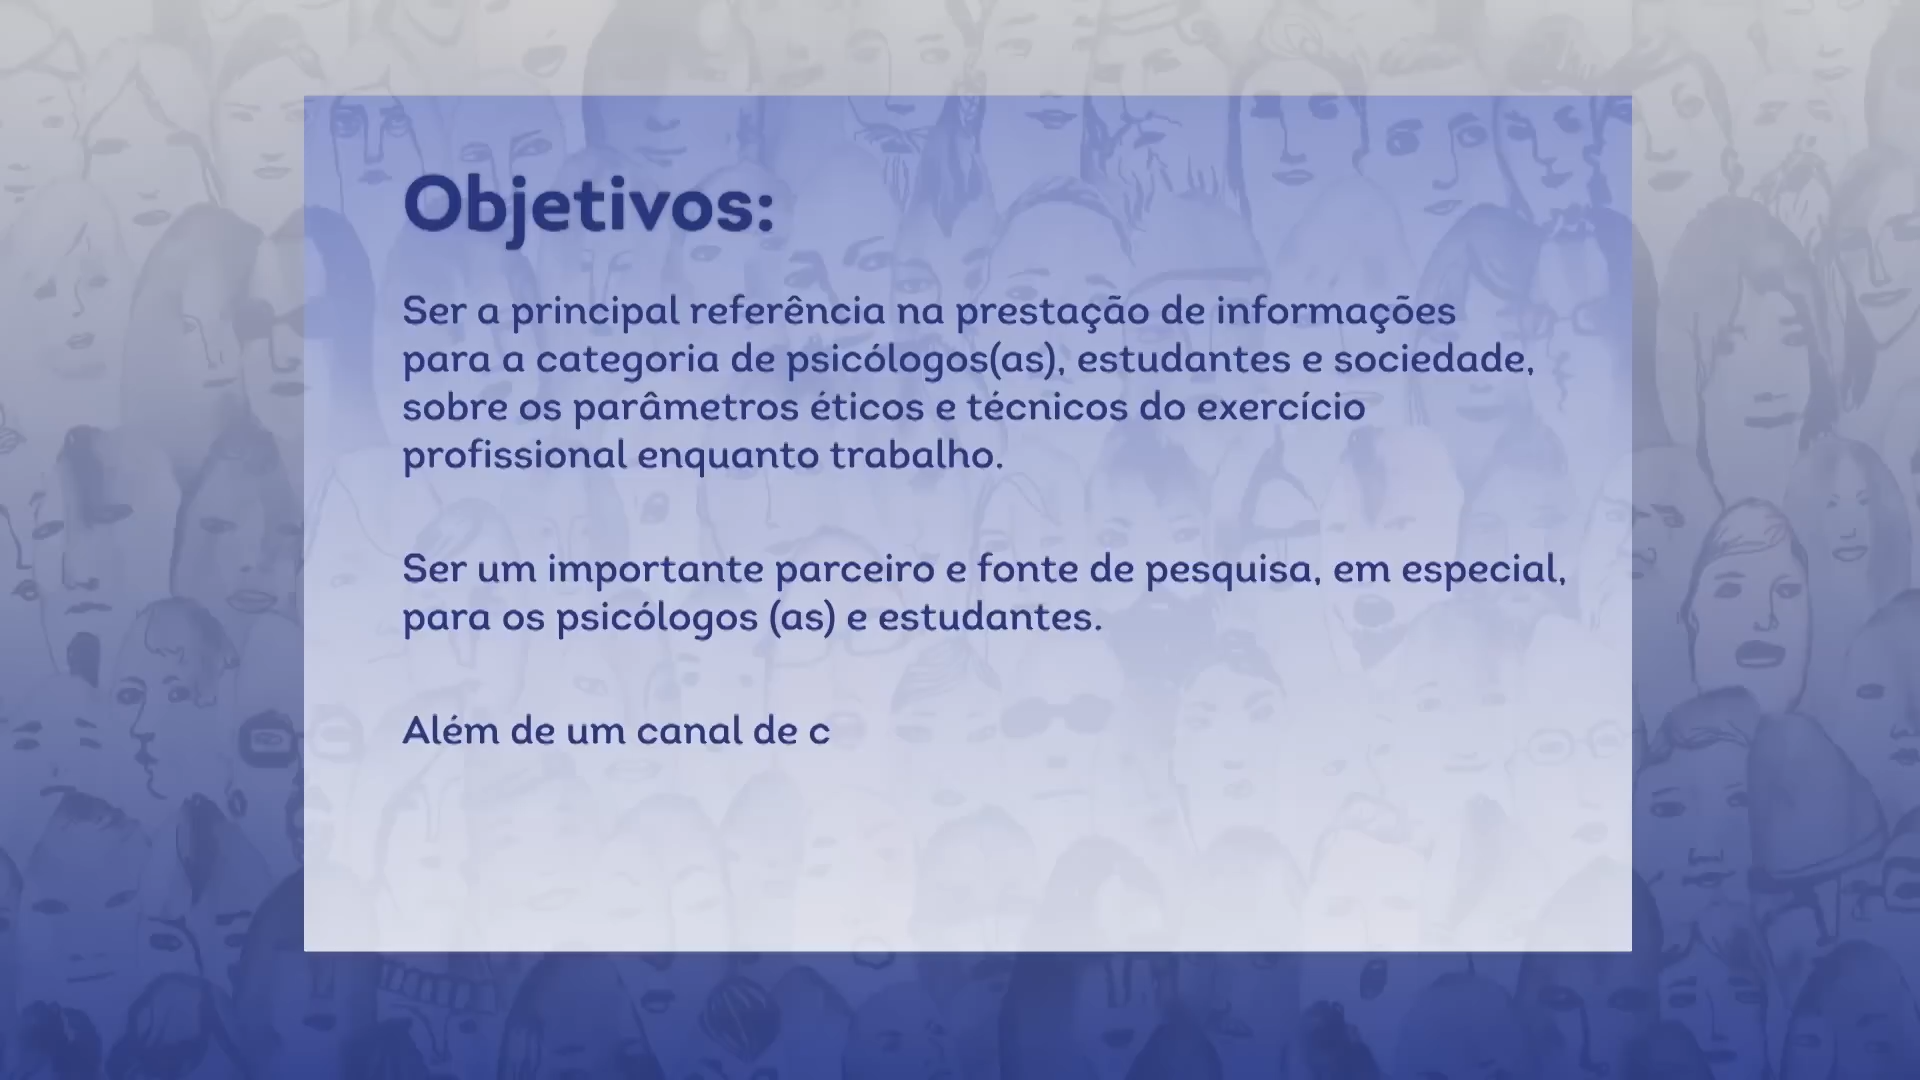 Objetivos:
Ser a principal referência na prestação de informações
para a categoria de psicólogos(as), estudantes e sociedade,
sobre os parâmetros éticos e técnicos do exercício
profissional enquanto trabalho.
Ser um importante parceiro e fonte de pesquisa, em especial,
para os psicólogos (as) e estudantes.
Além de um canal de c